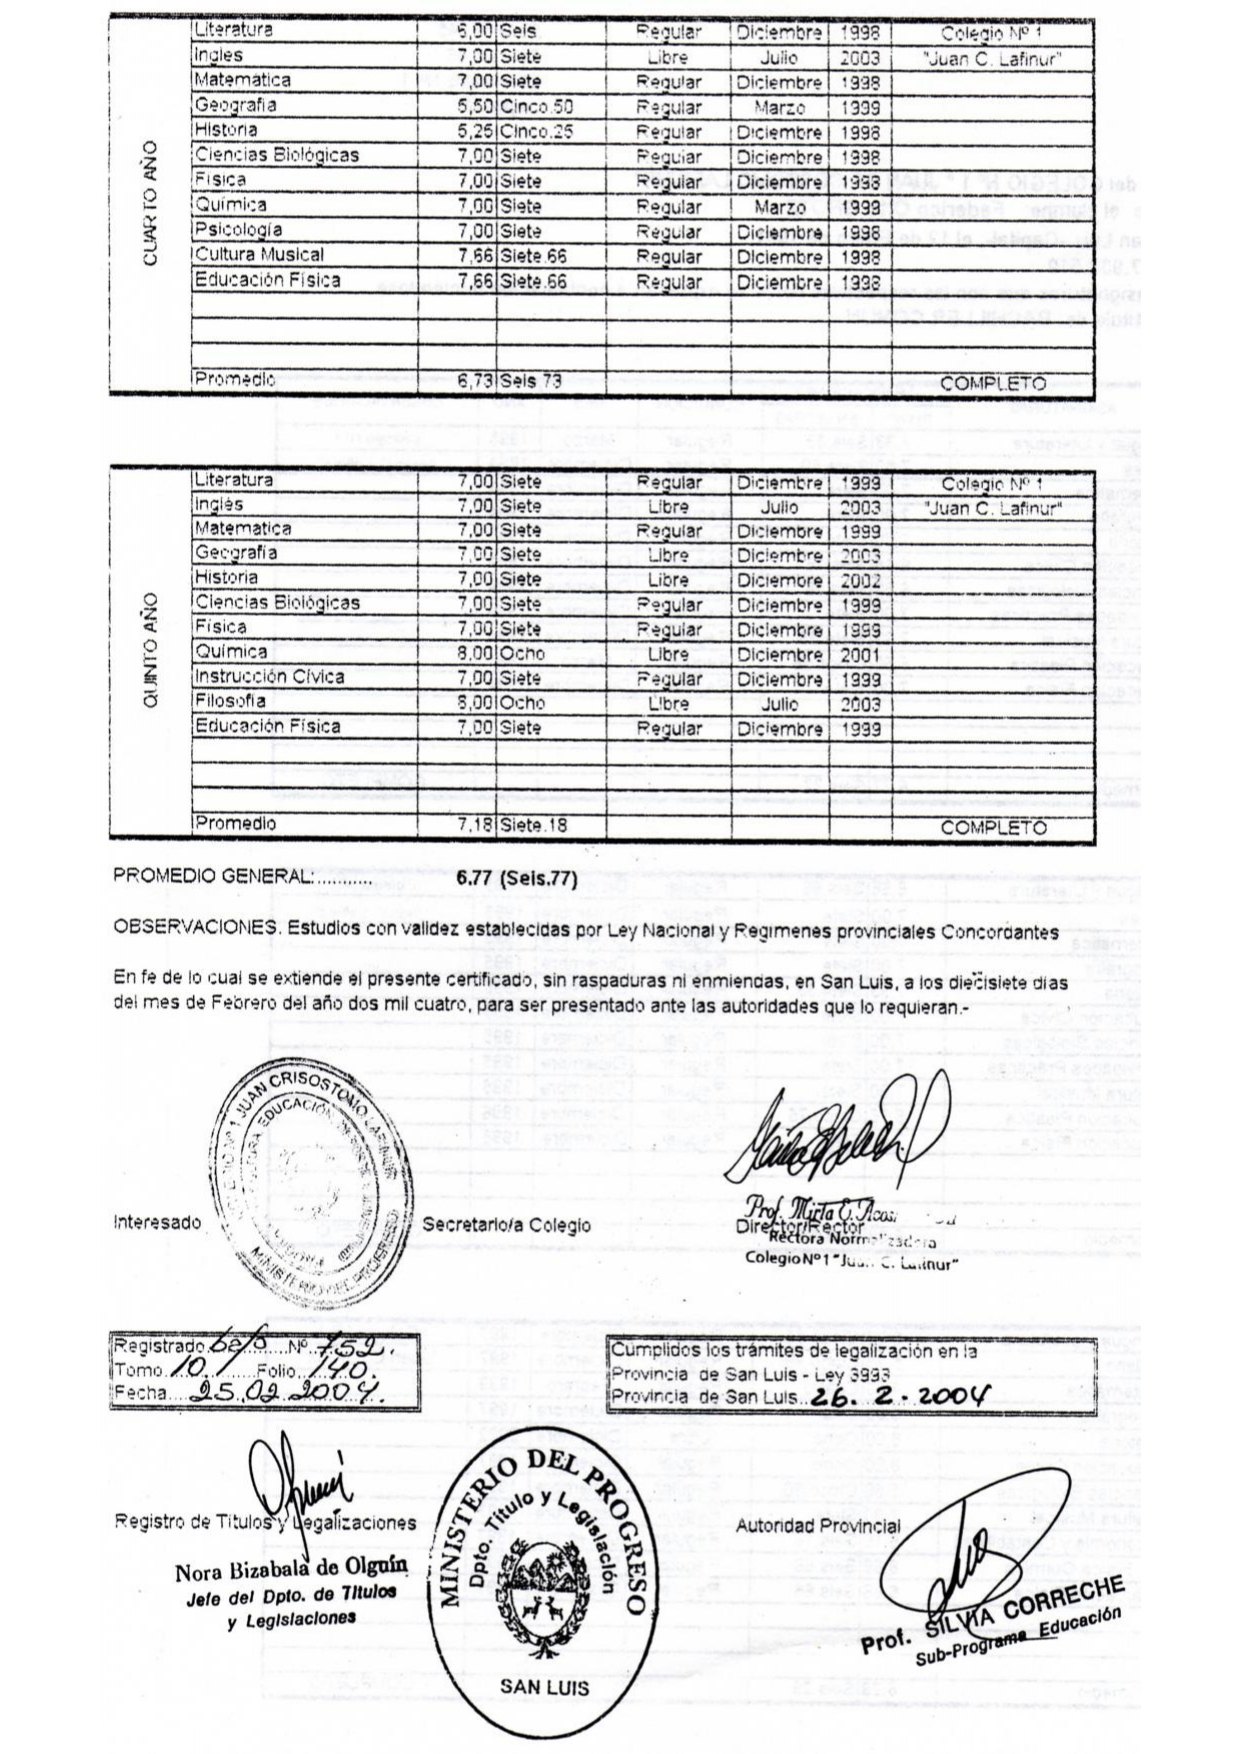 CUARTO AÑO
Literatura 6,00 Seis Regular Diciembre 1998 Colegio Nº 1
Ingles 7,00 Siete Libre Julio 2003 "Juan C. Lafinur"
Matematica 7,00 Siete Regular Diciembre 1998
Geografia 5,50 Cinco.50 Regular Marzo 1999
Historia 5,25 Cinco.25 Regular Diciembre 1998
Ciencias Biológicas 7,00 Siete Regular Diciembre 1998
Física 7,00 Siete Regular Diciembre 1998
Química 7,00 Siete Regular Marzo 1999
Psicología 7,00 Siete Regular Diciembre 1998
Cultura Musical 7,66 Siete.66 Regular Diciembre 1998
Educación Física 7,66 Siete.66 Regular Diciembre 1998
Promedio 6,73 Seis 73 COMPLETO
QUINTO AÑO
Literatura 7,00 Siete Regular Diciembre 1999 Colegio Nº 1
Inglés 7,00 Siete Libre Julio 2003 "Juan C. Lafinur"
Matematica 7,00 Siete Regular Diciembre 1999
Geografía 7,00 Siete Libre Diciembre 2003
Historia 7,00 Siete Libre Diciembre 2002
Ciencias Biológicas 7,00 Siete Regular Diciembre 1999
Física 7,00 Siete Regular Diciembre 1999
Química 8,00 Ocho Libre Diciembre 2001
Instrucción Cívica 7,00 Siete Regular Diciembre 1999
Filosofía 8,00 Ocho Libre Julio 2003
Educación Física 7,00 Siete Regular Diciembre 1999
Promedio 7,18 Siete.18 COMPLETO
PROMEDIO GENERAL:........... 6.77 (Seis.77)
OBSERVACIONES. Estudios con validez establecidas por Ley Nacional y Regimenes provinciales Concordantes
En fe de lo cual se extiende el presente certificado, sin raspaduras ni enmiendas, en San Luis, a los diecisiete días
del mes de Febrero del año dos mil cuatro, para ser presentado ante las autoridades que lo requieran.-
Nº 1 JUAN CRISOSTOMO LAFINUR
EDUCACIÓN
MINISTERIO DEL PROGRESO
Interesado
Secretario/a Colegio
Prof. Mirta E.
Director/Rector
Rectora Normalizadora
Colegio Nº 1 "Juan C. Lafinur"
Registrado Nº 752.
Tomo 10 Folio 140.
Fecha 25.02.2004.
Cumplidos los trámites de legalización en la
Provincia de San Luis - Ley 3993
Provincia de San Luis 26. 2. 2004
MINISTERIO DEL PROGRESO
Dpto. Título y Legislación
SAN LUIS
Registro de Titulos y Legalizaciones
Nora Bizabala de Olguín
Jefe del Dpto. de Titulos
y Legislaciones
Autoridad Provincial
Prof. SILVIA CORRECHE
Sub-Programa Educación